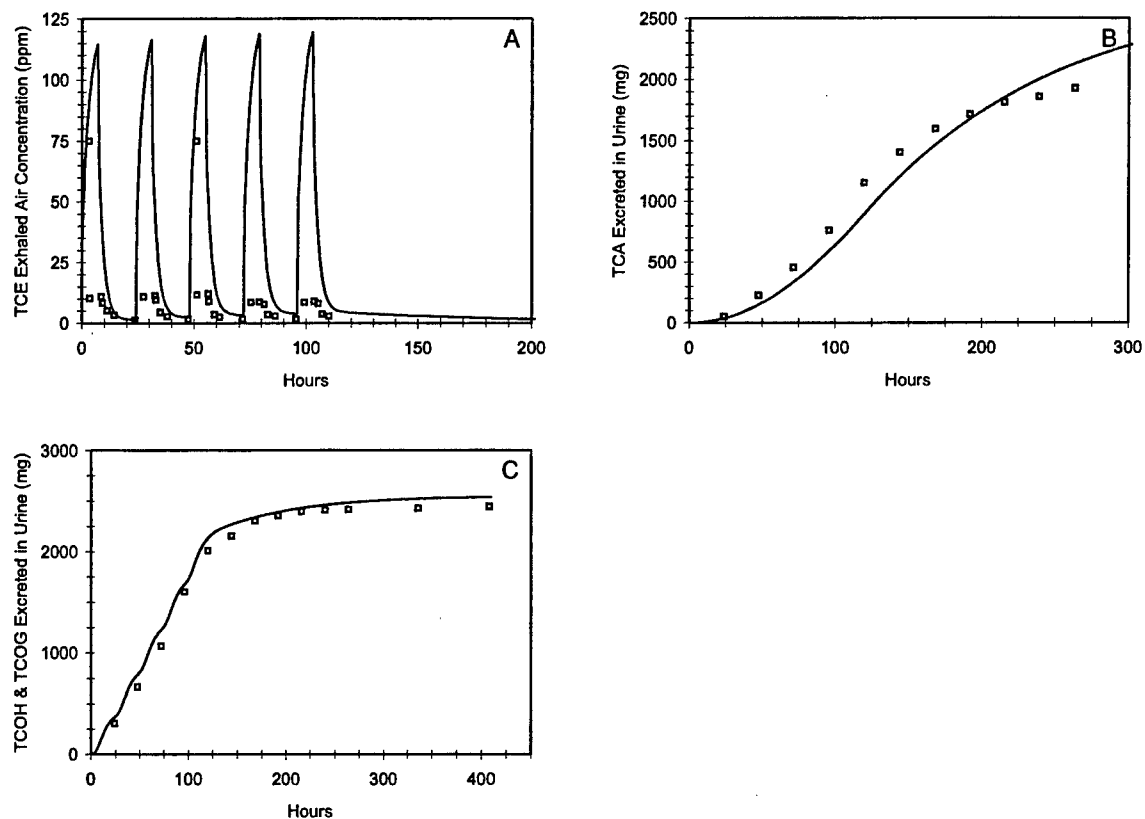 A
TCE Exhaled Air Concentration (ppm)
125
100
75
50
25
0
0 50 100 150 200
Hours
B
TCA Excreted in Urine (mg)
2500
2000
1500
1000
500
0
0 100 200 300
Hours
C
TCOH & TCOG Excreted in Urine (mg)
3000
2000
1000
0
0 100 200 300 400
Hours